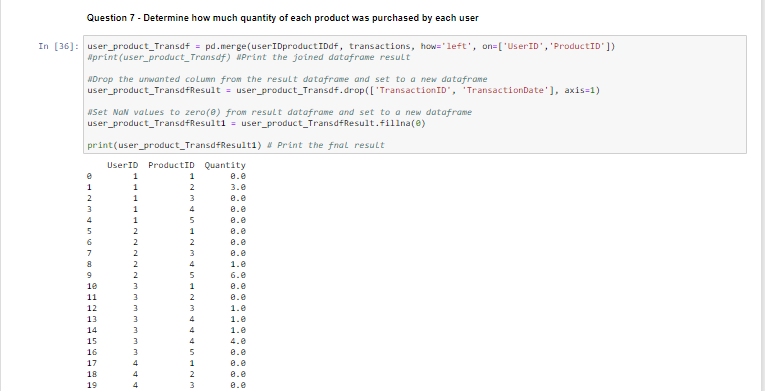 Question 7 - Determine how much quantity of each product was purchased by each user
In [36]: user_product_Transdf = pd.merge(userIDproductIDdf, transactions, how='left', on=['UserID','ProductID'])
#print(user_product_Transdf) #Print the joined dataframe result
#Drop the unwanted column from the result dataframe and set to a new dataframe
user_product_TransdfResult = user_product_Transdf.drop(['TransactionID', 'TransactionDate'], axis=1)
#Set NaN values to zero(0) from result dataframe and set to a new dataframe
user_product_TransdfResult1 = user_product_TransdfResult.fillna(0)
print(user_product_TransdfResult1) # Print the fnal result
UserID ProductID Quantity
0 1 1 0.0
1 1 2 3.0
2 1 3 0.0
3 1 4 0.0
4 1 5 0.0
5 2 1 0.0
6 2 2 0.0
7 2 3 0.0
8 2 4 1.0
9 2 5 6.0
10 3 1 0.0
11 3 2 0.0
12 3 3 1.0
13 3 4 1.0
14 3 4 1.0
15 3 4 4.0
16 3 5 0.0
17 4 1 0.0
18 4 2 0.0
19 4 3 0.0